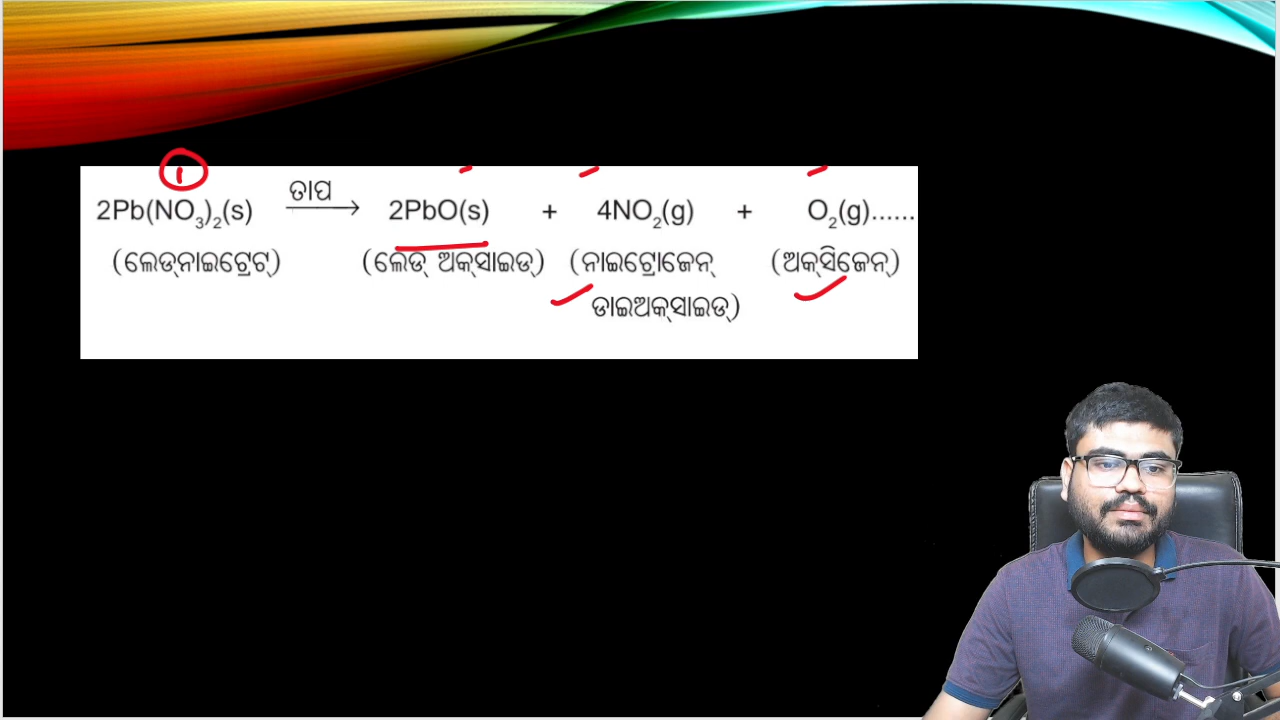 ତାପ
2Pb(NO₃)₂(s) ⟶ 2PbO(s) + 4NO₂(g) + O₂(g)......
(ଲେଡ୍‌ନାଇଟ୍ରେଟ୍) (ଲେଡ୍ ଅକ୍‌ସାଇଡ୍) (ନାଇଟ୍ରୋଜେନ୍ (ଅକ୍‌ସିଜେନ୍)
ଡାଇଅକ୍‌ସାଇଡ୍)